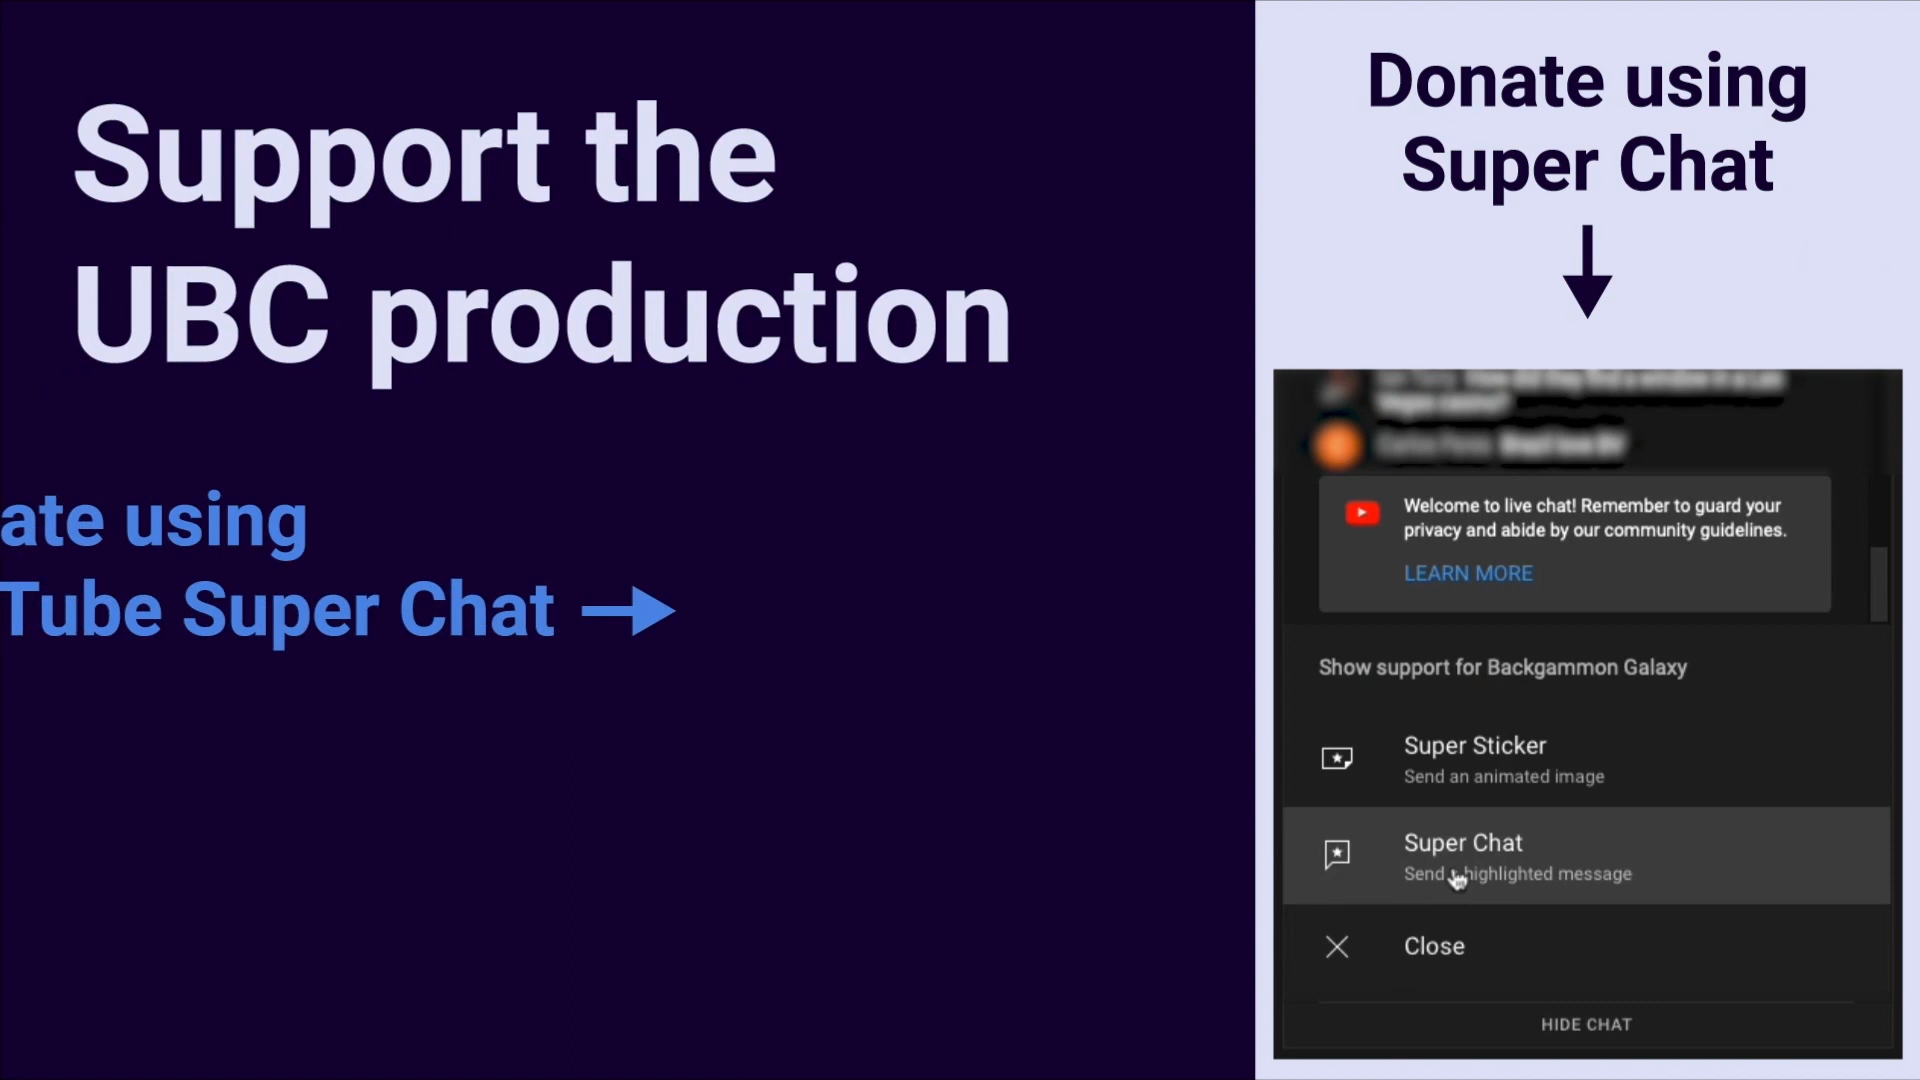 Support the
UBC production
ate using
Tube Super Chat
Donate using
Super Chat
Welcome to live chat! Remember to guard your
privacy and abide by our community guidelines.
LEARN MORE
Show support for Backgammon Galaxy
Super Sticker
Send an animated image
Super Chat
Send highlighted message
Close
HIDE CHAT